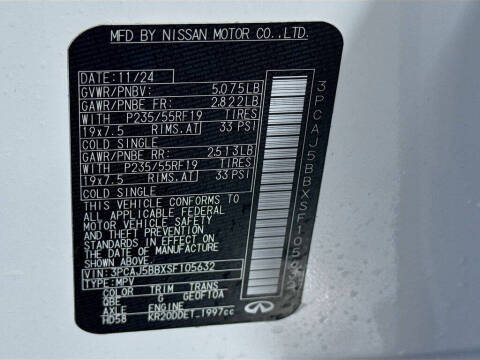 MFD BY NISSAN MOTOR CO.,LTD.
DATE: 11/24
GVWR/PNBV: 5,075LB
GAWR/PNBE FR: 2,822LB
WITH P235/55RF19 TIRES
19x7.5 RIMS.AT 33 PSI
COLD SINGLE
GAWR/PNBE RR: 2,513LB
WITH P235/55RF19 TIRES
19x7.5 RIMS.AT 33 PSI
COLD SINGLE
THIS VEHICLE CONFORMS TO
ALL APPLICABLE FEDERAL
MOTOR VEHICLE SAFETY
AND THEFT PREVENTION
STANDARDS IN EFFECT ON
THE DATE OF MANUFACTURE
SHOWN ABOVE.
VIN: 3PCAJ5BBXSF105632
TYPE: MPV
COLOR TRIM TRANS
QBE G GE0F10A
AXLE ENGINE
HD58 KR20DDET 1997cc
3PCAJ5BBXSF105632